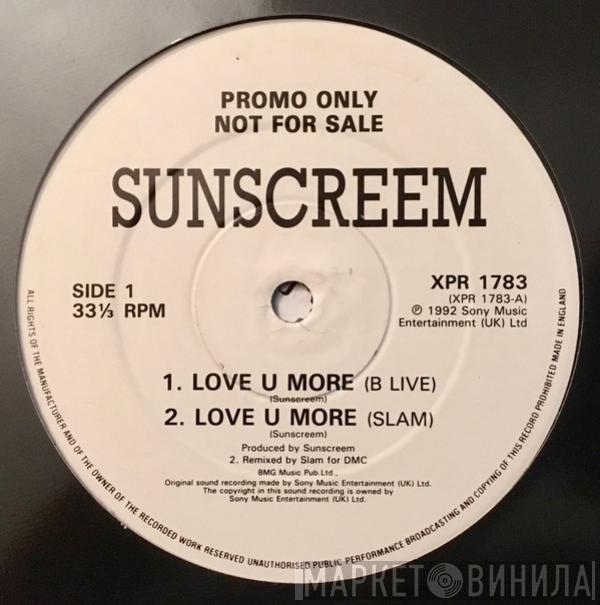 PROMO ONLY
NOT FOR SALE
SUNSCREEM
SIDE 1
33⅓ RPM
XPR 1783
(XPR 1783-A)
℗ 1992 Sony Music
Entertainment (UK) Ltd
1. LOVE U MORE (B LIVE)
(Sunscreem)
2. LOVE U MORE (SLAM)
(Sunscreem)
Produced by Sunscreem
2. Remixed by Slam for DMC
BMG Music Pub.Ltd.,
Original sound recording made by Sony Music Entertainment (UK) Ltd.
The copyright in this sound recording is owned by
Sony Music Entertainment (UK) Ltd.
ALL RIGHTS OF THE MANUFACTURER AND OF THE OWNER OF THE RECORDED WORK RESERVED UNAUTHORISED PUBLIC PERFORMANCE BROADCASTING AND COPYING OF THIS RECORD PROHIBITED MADE IN ENGLAND
МАРКЕТ ВИНИЛА